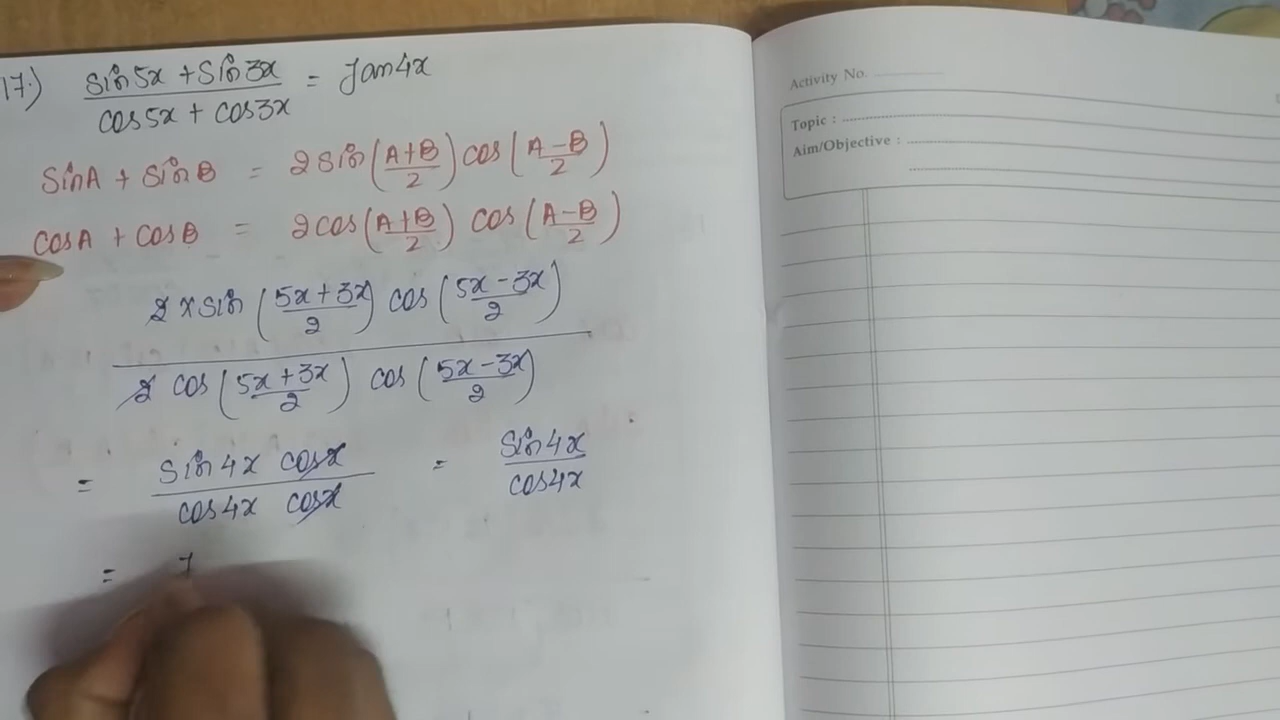 17.) (sin5x + sin3x)/(cos5x + cos3x) = Tan4x
sinA + sinB = 2sin((A+B)/2) cos((A-B)/2)
cosA + cosB = 2cos((A+B)/2) cos((A-B)/2)
2 x sin((5x+3x)/2) cos((5x-3x)/2)
2 cos((5x+3x)/2) cos((5x-3x)/2)
= (sin4x cosx)/(cos4x cosx) = sin4x/cos4x
=
Activity No.
Topic :
Aim/Objective :